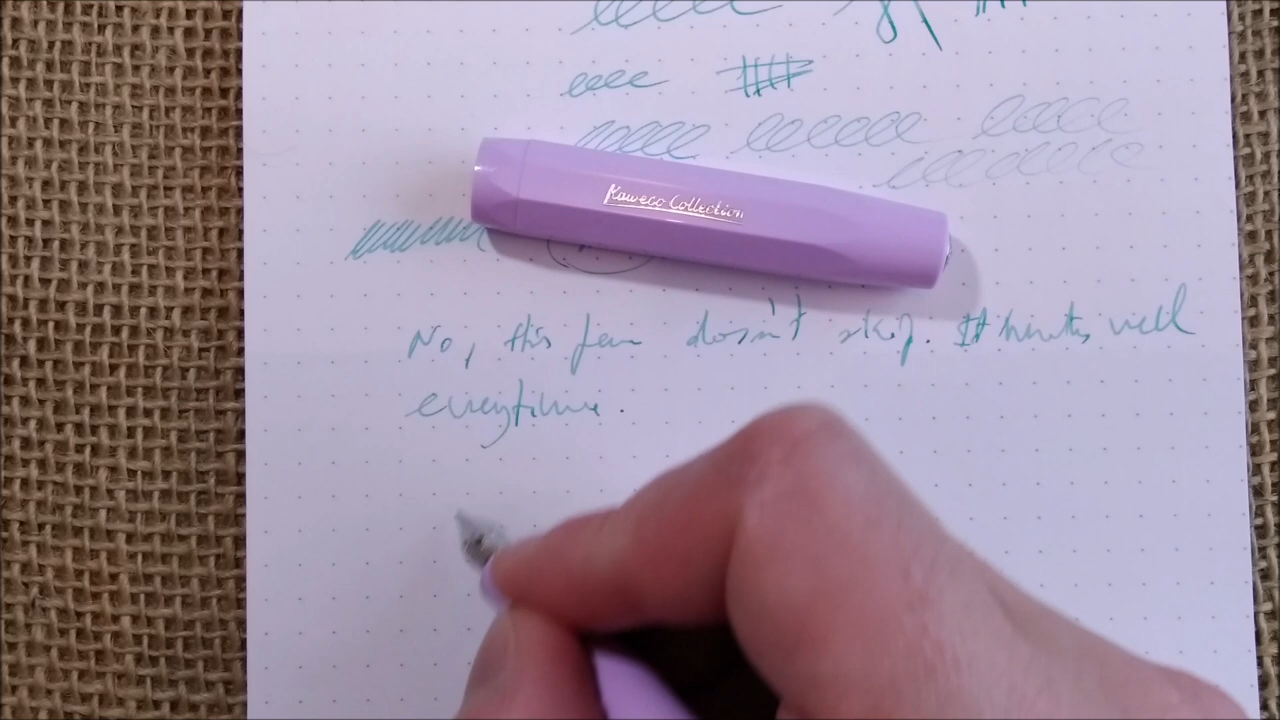 Kaweco Collection
No, this pen doesn't skip. It writes well
everytime.